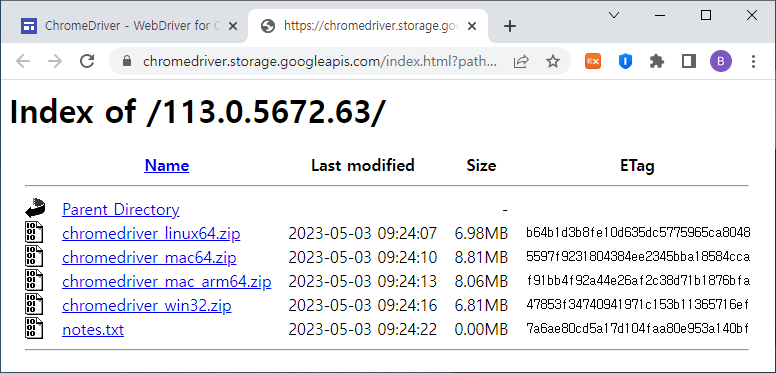 ChromeDriver - WebDriver for C
https://chromedriver.storage.goog
chromedriver.storage.googleapis.com/index.html?path...
B
Index of /113.0.5672.63/
Name Last modified Size ETag
Parent Directory -
chromedriver_linux64.zip 2023-05-03 09:24:07 6.98MB b64b1d3b8fe10d635dc5775965ca8048
chromedriver_mac64.zip 2023-05-03 09:24:10 8.81MB 5597f9231804384ee2345bba18584cca
chromedriver_mac_arm64.zip 2023-05-03 09:24:13 8.06MB f91bb4f92a44e26af2c38d71b1876bfa
chromedriver_win32.zip 2023-05-03 09:24:16 6.81MB 47853f34740941971c153b11365716ef
notes.txt 2023-05-03 09:24:22 0.00MB 7a6ae80cd5a17d104faa80e953a140bf